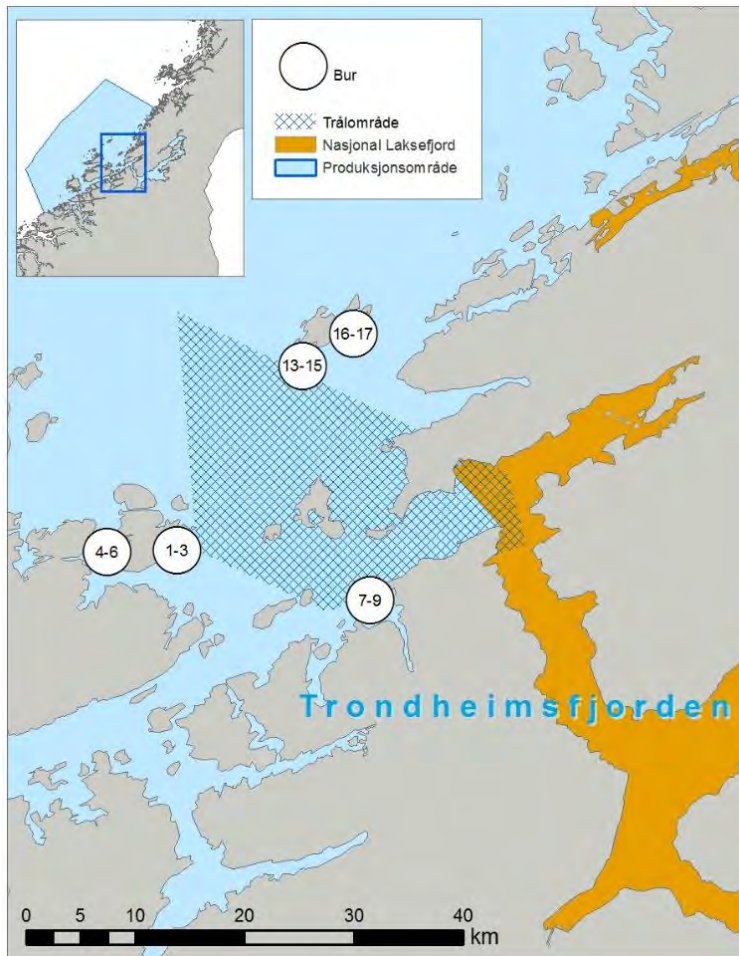 Bur
Trålområde
Nasjonal Laksefjord
Produksjonsområde
16-17
13-15
4-6
1-3
7-9
Trondheimsfjorden
0 10 20 30 40
km